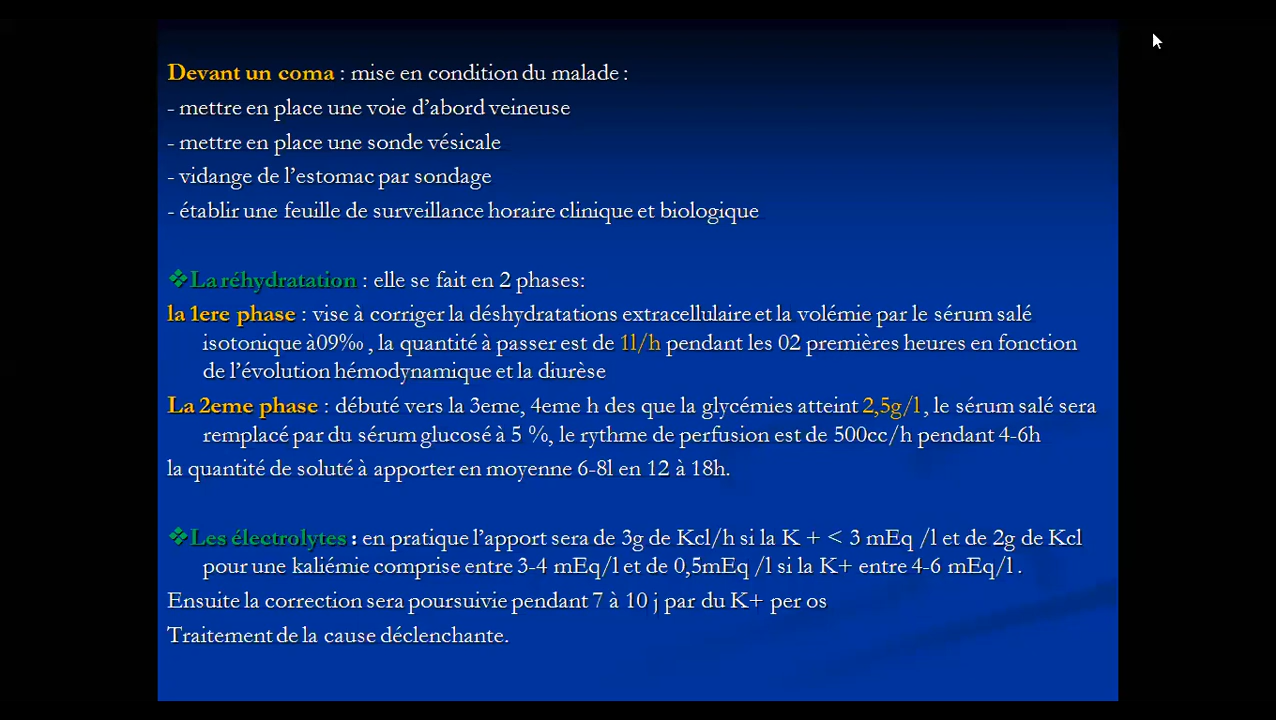 Devant un coma : mise en condition du malade :
- mettre en place une voie d'abord veineuse
- mettre en place une sonde vésicale
- vidange de l'estomac par sondage
- établir une feuille de surveillance horaire clinique et biologique
❖La réhydratation : elle se fait en 2 phases:
la 1ere phase : vise à corriger la déshydratations extracellulaire et la volémie par le sérum salé
isotonique à09‰ , la quantité à passer est de 1l/h pendant les 02 premières heures en fonction
de l'évolution hémodynamique et la diurèse
La 2eme phase : débuté vers la 3eme, 4eme h des que la glycémies atteint 2,5g/l , le sérum salé sera
remplacé par du sérum glucosé à 5 %, le rythme de perfusion est de 500cc/h pendant 4-6h
la quantité de soluté à apporter en moyenne 6-8l en 12 à 18h.
❖Les électrolytes : en pratique l'apport sera de 3g de Kcl/h si la K + < 3 mEq /l et de 2g de Kcl
pour une kaliémie comprise entre 3-4 mEq/l et de 0,5mEq /l si la K+ entre 4-6 mEq/l .
Ensuite la correction sera poursuivie pendant 7 à 10 j par du K+ per os
Traitement de la cause déclenchante.